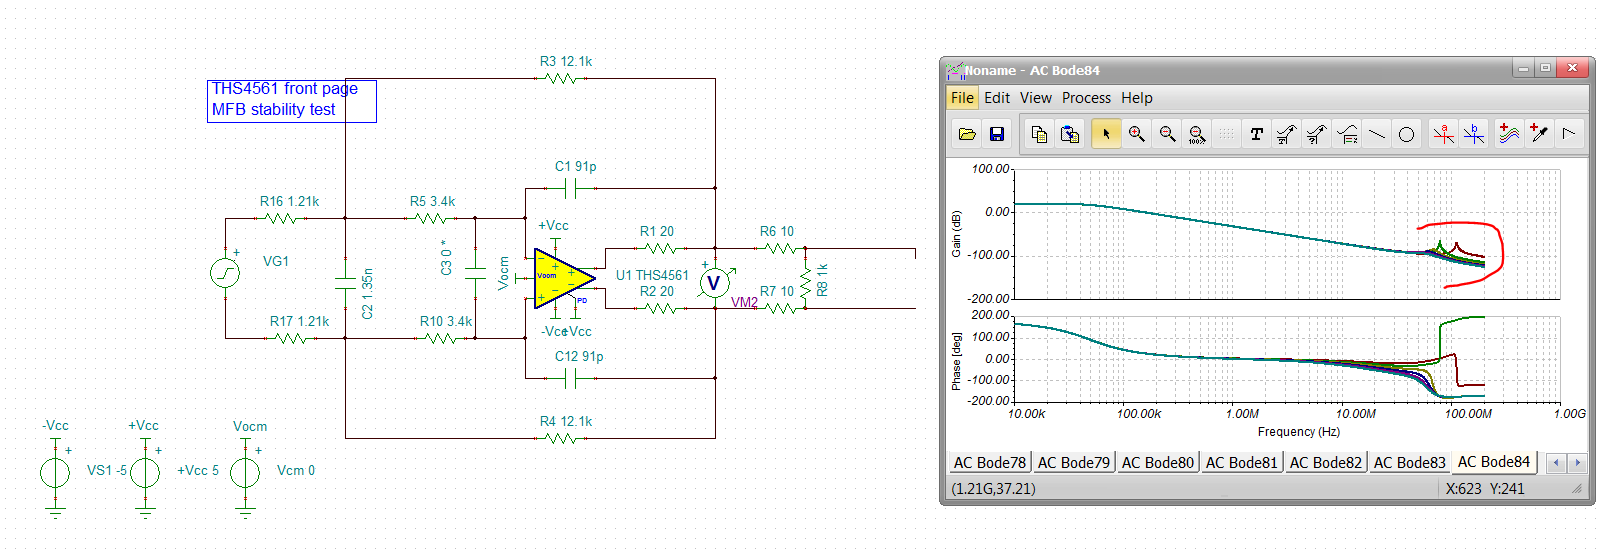 THS4561 front page
MFB stability test
R3 12.1k
C1 91p
R16 1.21k
R5 3.4k
+Vcc
R1 20
R6 10
VG1
+
C2 1.35n
C3 0 *
Vocm
Vocm
U1 THS4561
+
V
R8 1k
PD
R2 20
VM2
R7 10
R17 1.21k
R10 3.4k
-Vcc
+Vcc
C12 91p
R4 12.1k
-Vcc
+Vcc
Vocm
+
+
+
VS1 -5
+Vcc 5
Vcm 0
Noname - AC Bode84
File Edit View Process Help
100%
T
a
b
100.00
0.00
-100.00
-200.00
Gain (dB)
200.00
100.00
0.00
-100.00
-200.00
Phase [deg]
10.00k 100.00k 1.00M 10.00M 100.00M 1.00G
Frequency (Hz)
AC Bode78 AC Bode79 AC Bode80 AC Bode81 AC Bode82 AC Bode83 AC Bode84
(1.21G,37.21) X:623 Y:241